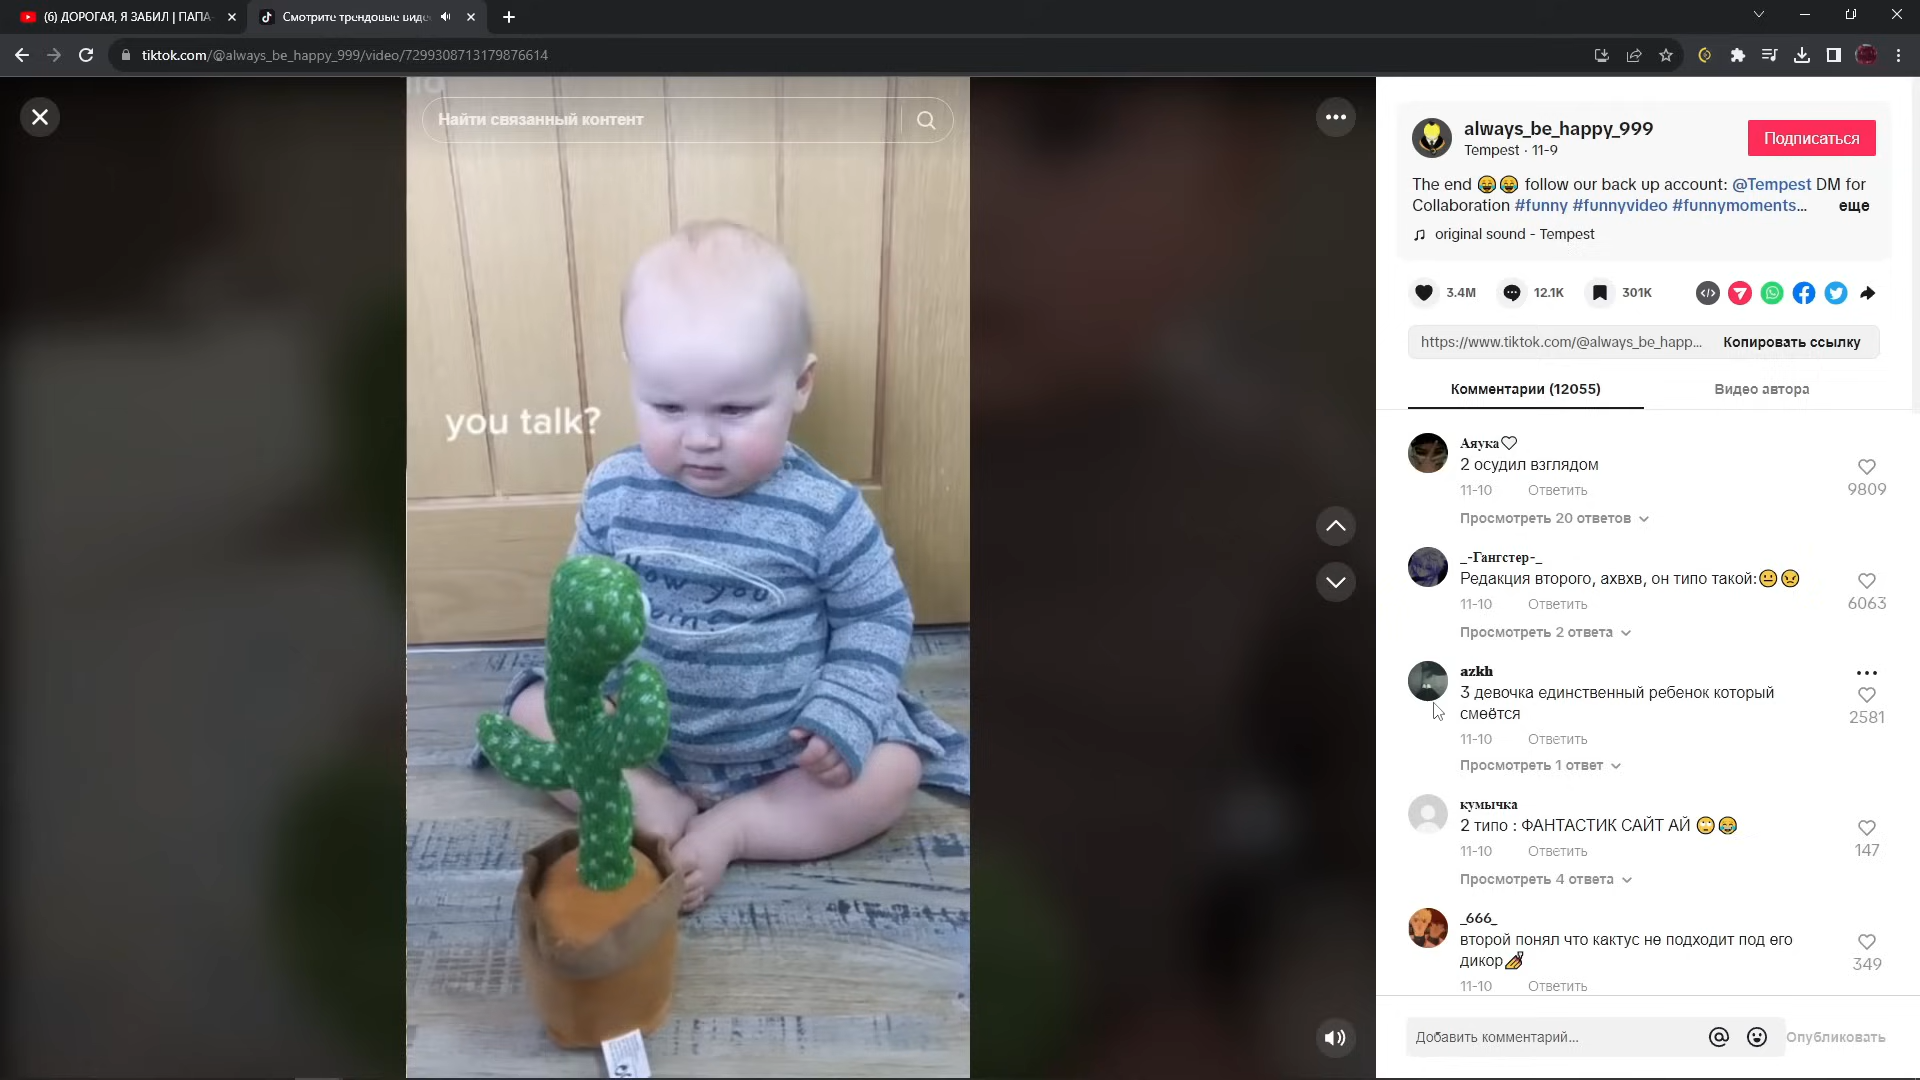 (6) ДОРОГАЯ, Я ЗАБИЛ | ПАПА-
Смотрите трендовые виде
tiktok.com/@always_be_happy_999/video/7299308713179876614
Найти связанный контент
you talk?
always_be_happy_999
Tempest · 11-9
Подписаться
The end 😂😂 follow our back up account: @Tempest DM for
Collaboration #funny #funnyvideo #funnymoments...
еще
original sound - Tempest
3.4M
12.1K
301K
https://www.tiktok.com/@always_be_happ...
Копировать ссылку
Комментарии (12055)
Видео автора
Аяука♡
2 осудил взглядом
9809
11-10 Ответить
Просмотреть 20 ответов
_-Гангстер-_
Редакция второго, ахвхв, он типо такой:😐😠
6063
11-10 Ответить
Просмотреть 2 ответа
azkh
3 девочка единственный ребенок который
смеётся
2581
11-10 Ответить
Просмотреть 1 ответ
кумычка
2 типо : ФАНТАСТИК САЙТ АЙ 🙄😂
147
11-10 Ответить
Просмотреть 4 ответа
_666_
второй понял что кактус не подходит под его
дикор💅
349
11-10 Ответить
Добавить комментарий...
Опубликовать